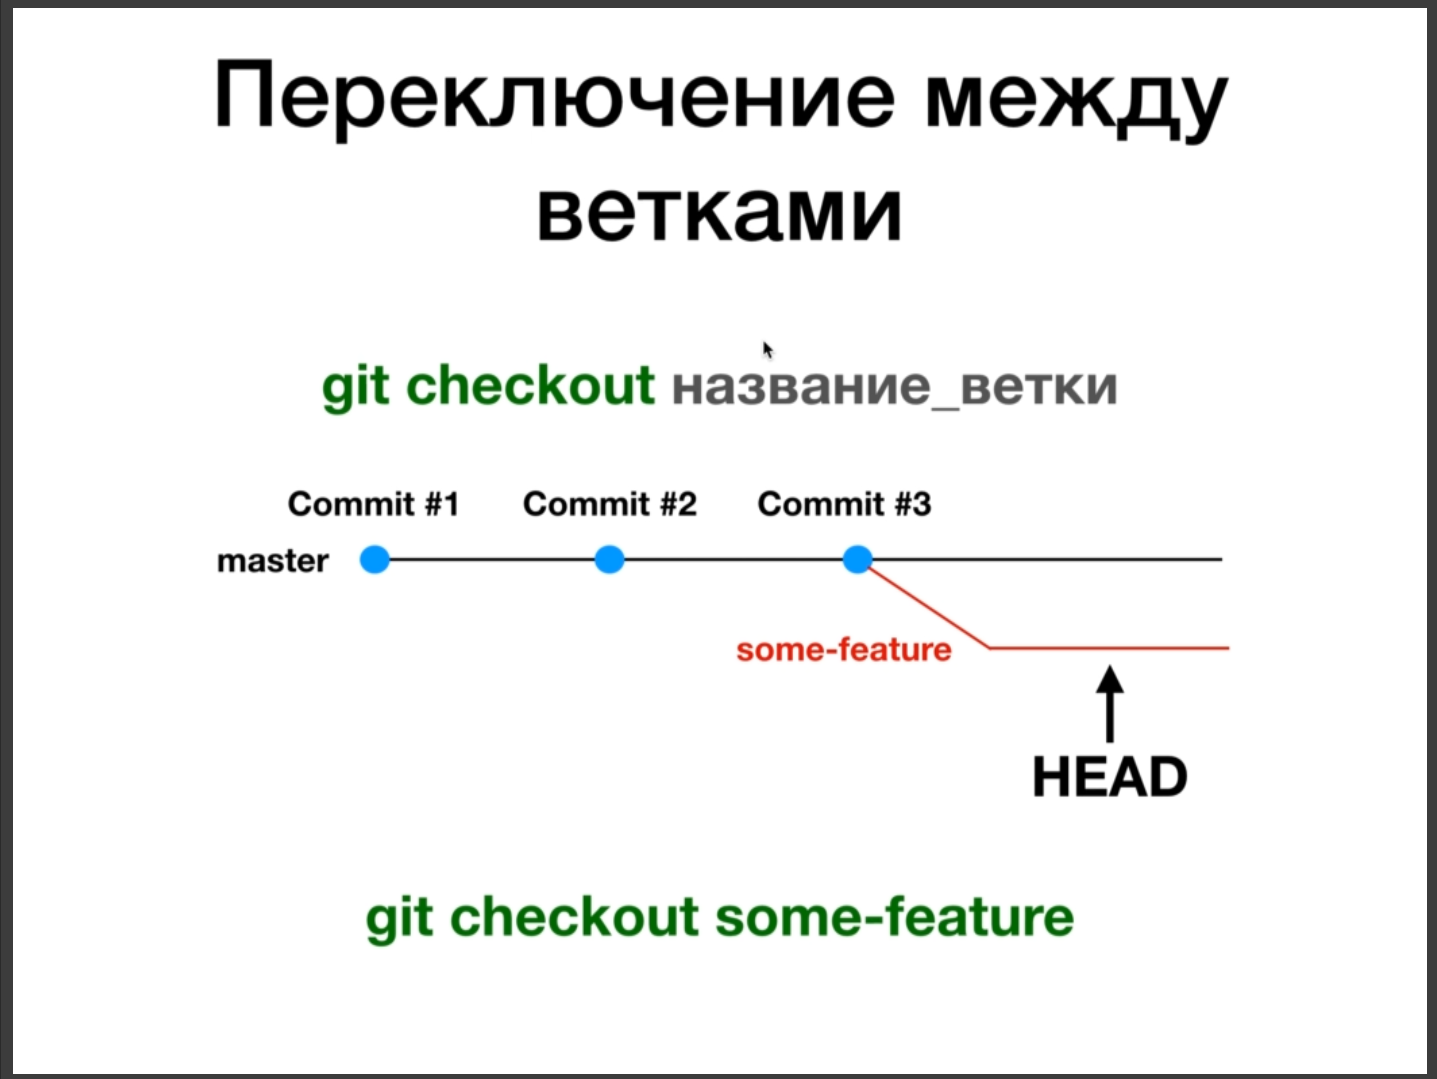 Переключение между
ветками
git checkout название_ветки
Commit #1 Commit #2 Commit #3
master
some-feature
HEAD
git checkout some-feature